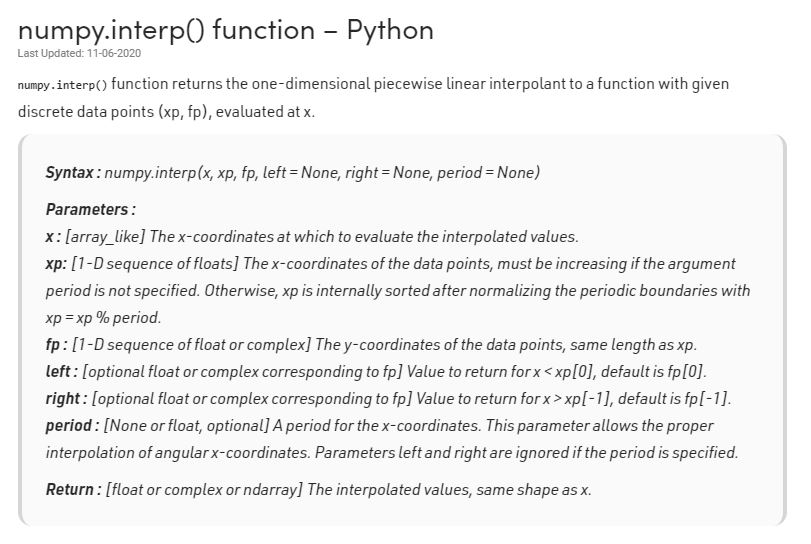 numpy.interp() function – Python
Last Updated: 11-06-2020
numpy.interp() function returns the one-dimensional piecewise linear interpolant to a function with given
discrete data points (xp, fp), evaluated at x.
Syntax : numpy.interp(x, xp, fp, left = None, right = None, period = None)
Parameters :
x : [array_like] The x-coordinates at which to evaluate the interpolated values.
xp: [1-D sequence of floats] The x-coordinates of the data points, must be increasing if the argument
period is not specified. Otherwise, xp is internally sorted after normalizing the periodic boundaries with
xp = xp % period.
fp : [1-D sequence of float or complex] The y-coordinates of the data points, same length as xp.
left : [optional float or complex corresponding to fp] Value to return for x < xp[0], default is fp[0].
right : [optional float or complex corresponding to fp] Value to return for x > xp[-1], default is fp[-1].
period : [None or float, optional] A period for the x-coordinates. This parameter allows the proper
interpolation of angular x-coordinates. Parameters left and right are ignored if the period is specified.
Return : [float or complex or ndarray] The interpolated values, same shape as x.